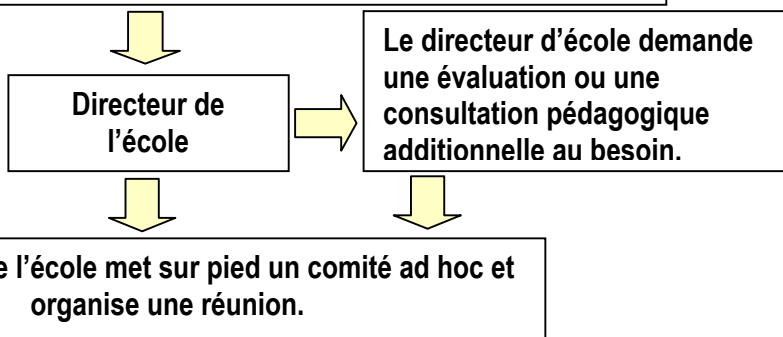 Le directeur d’école demande
une évaluation ou une
consultation pédagogique
additionnelle au besoin.
Directeur de
l’école
l’école met sur pied un comité ad hoc et
organise une réunion.